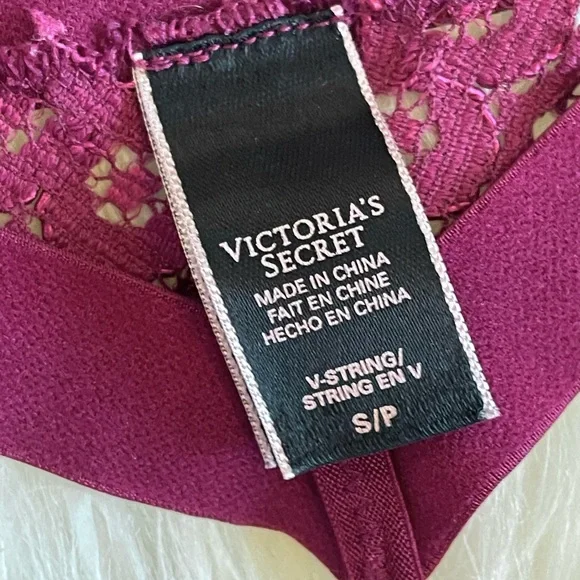 VICTORIA'S
SECRET
MADE IN CHINA
FAIT EN CHINE
HECHO EN CHINA
V-STRING/
STRING EN V
S/P